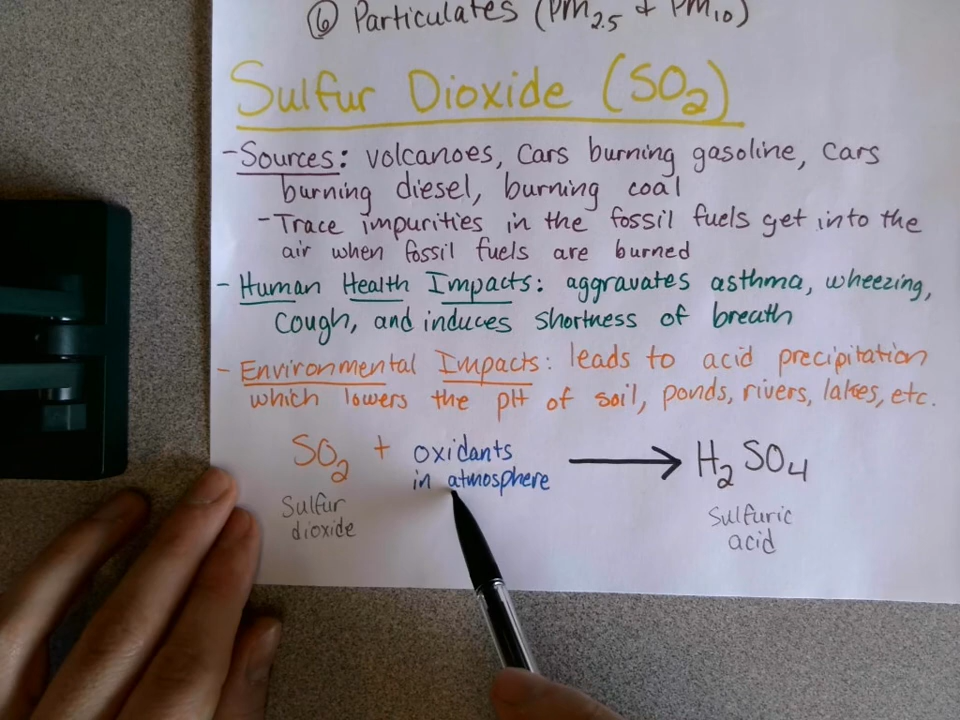 ⑥ Particulates (PM2.5 + PM10)
Sulfur Dioxide (SO2)
- Sources: volcanoes, cars burning gasoline, cars
burning diesel, burning coal
- Trace impurities in the fossil fuels get into the
air when fossil fuels are burned
- Human Health Impacts: aggravates asthma, wheezing,
cough, and induces shortness of breath
- Environmental Impacts: leads to acid precipitation
which lowers the pH of soil, ponds, rivers, lakes, etc.
SO2 + oxidants in atmosphere → H2SO4
Sulfur dioxide
Sulfuric acid